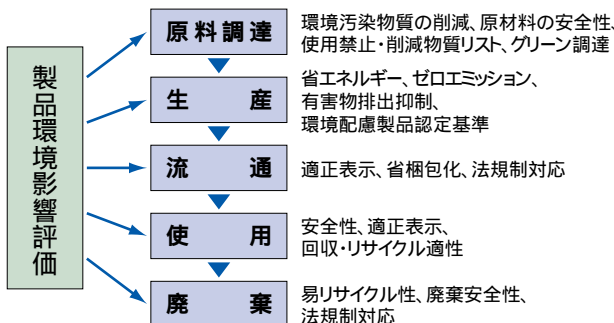 製品環境影響評価
原料調達
環境汚染物質の削減、原材料の安全性、
使用禁止・削減物質リスト、グリーン調達
生産
省エネルギー、ゼロエミッション、
有害物排出抑制、
環境配慮製品認定基準
流通
適正表示、省梱包化、法規制対応
使用
安全性、適正表示、
回収・リサイクル適性
廃棄
易リサイクル性、廃棄安全性、
法規制対応